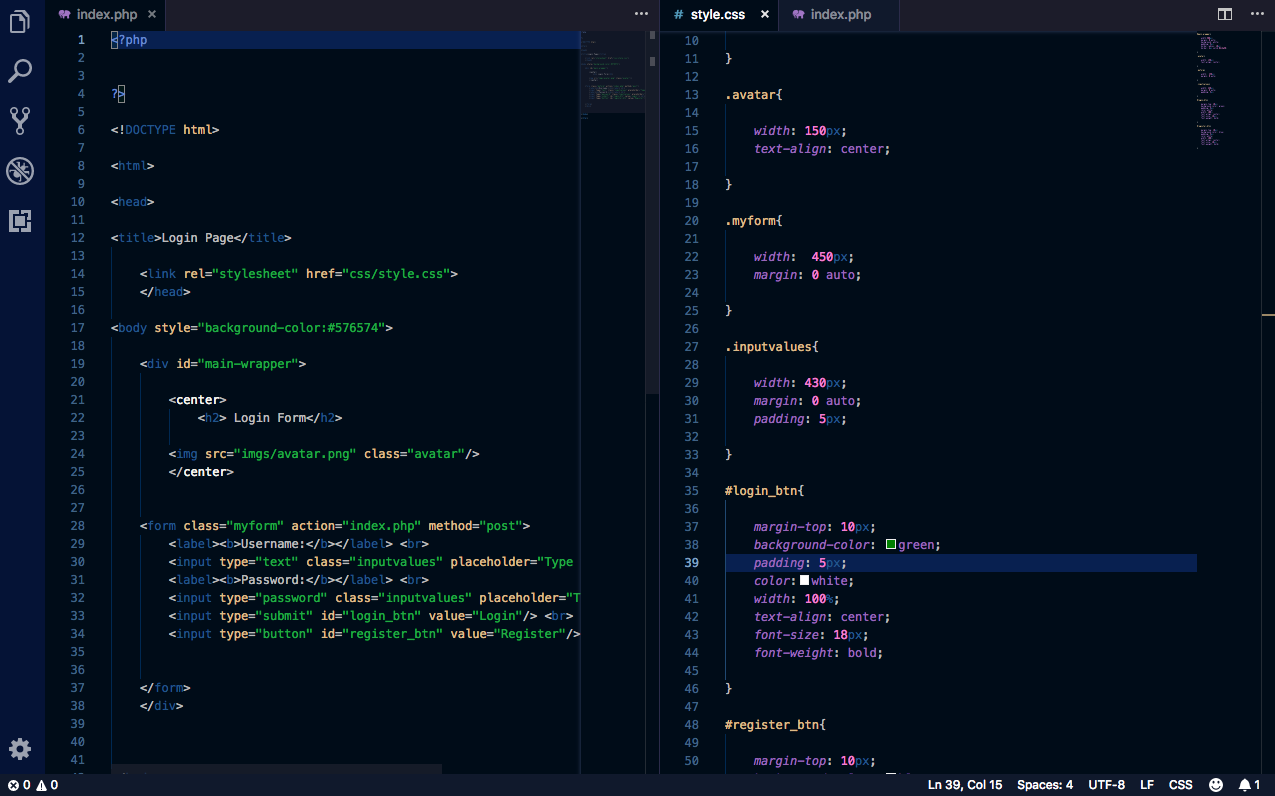 index.php ×
1 <?php
2
3
4 ?>
5
6 <!DOCTYPE html>
7
8 <html>
9
10 <head>
11
12 <title>Login Page</title>
13
14 <link rel="stylesheet" href="css/style.css">
15 </head>
16
17 <body style="background-color:#576574">
18
19 <div id="main-wrapper">
20
21 <center>
22 <h2> Login Form</h2>
23
24 <img src="imgs/avatar.png" class="avatar"/>
25 </center>
26
27
28 <form class="myform" action="index.php" method="post">
29 <label><b>Username:</b></label> <br>
30 <input type="text" class="inputvalues" placeholder="Type
31 <label><b>Password:</b></label> <br>
32 <input type="password" class="inputvalues" placeholder="T
33 <input type="submit" id="login_btn" value="Login"/> <br>
34 <input type="button" id="register_btn" value="Register"/>
35
36
37 </form>
38 </div>
39
40
41
# style.css × index.php
10
11 }
12
13 .avatar{
14
15 width: 150px;
16 text-align: center;
17
18 }
19
20 .myform{
21
22 width:  450px;
23 margin: 0 auto;
24
25 }
26
27 .inputvalues{
28
29 width: 430px;
30 margin: 0 auto;
31 padding: 5px;
32
33 }
34
35 #login_btn{
36
37 margin-top: 10px;
38 background-color: green;
39 padding: 5px;
40 color: white;
41 width: 100%;
42 text-align: center;
43 font-size: 18px;
44 font-weight: bold;
45
46 }
47
48 #register_btn{
49
50 margin-top: 10px;
0 0 Ln 39, Col 15 Spaces: 4 UTF-8 LF CSS 1